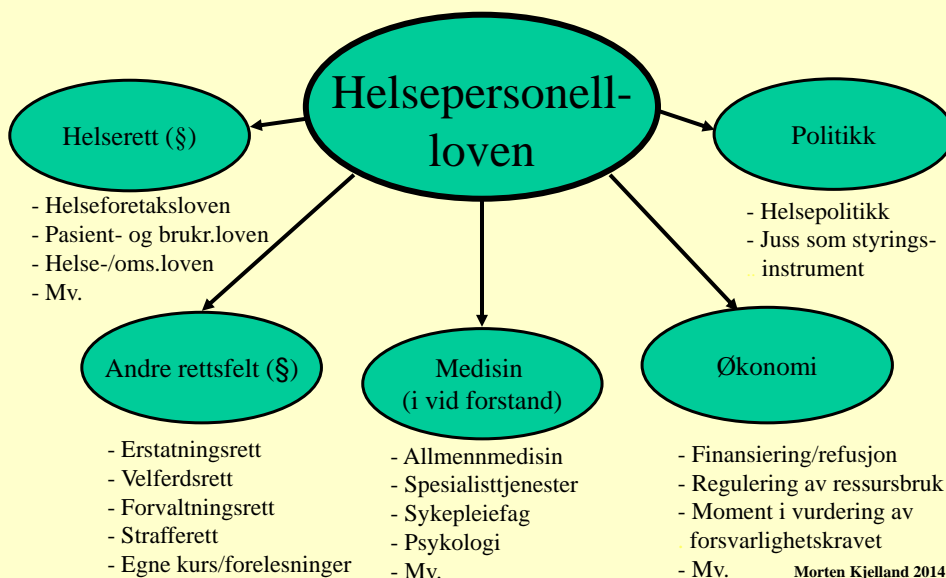 Helsepersonell-
loven
Helserett (§)
- Helseforetaksloven
- Pasient- og brukr.loven
- Helse-/oms.loven
- Mv.
Politikk
- Helsepolitikk
- Juss som styrings-
instrument
Andre rettsfelt (§)
- Erstatningsrett
- Velferdsrett
- Forvaltningsrett
- Strafferett
- Egne kurs/forelesninger
Medisin
(i vid forstand)
- Allmennmedisin
- Spesialisttjenester
- Sykepleiefag
- Psykologi
- Mv.
Økonomi
- Finansiering/refusjon
- Regulering av ressursbruk
- Moment i vurdering av
forsvarlighetskravet
- Mv.
Morten Kjelland 2014